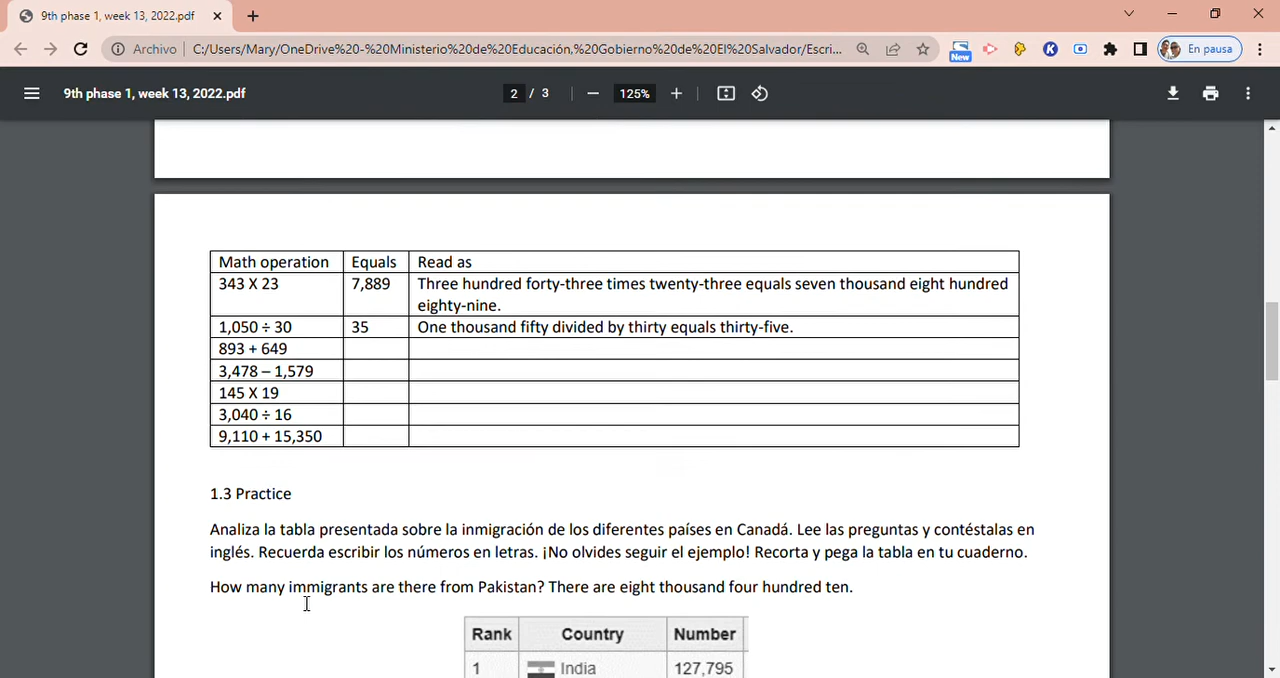 9th phase 1, week 13, 2022.pdf
Archivo C:/Users/Mary/OneDrive%20-%20Ministerio%20de%20Educación,%20Gobierno%20de%20El%20Salvador/Escri...
New
K
En pausa
9th phase 1, week 13, 2022.pdf 2 / 3 125%
Math operation Equals Read as
343 X 23 7,889 Three hundred forty-three times twenty-three equals seven thousand eight hundred
eighty-nine.
1,050 ÷ 30 35 One thousand fifty divided by thirty equals thirty-five.
893 + 649
3,478 – 1,579
145 X 19
3,040 ÷ 16
9,110 + 15,350
1.3 Practice
Analiza la tabla presentada sobre la inmigración de los diferentes países en Canadá. Lee las preguntas y contéstalas en
inglés. Recuerda escribir los números en letras. ¡No olvides seguir el ejemplo! Recorta y pega la tabla en tu cuaderno.
How many immigrants are there from Pakistan? There are eight thousand four hundred ten.
Rank Country Number
1 India 127,795